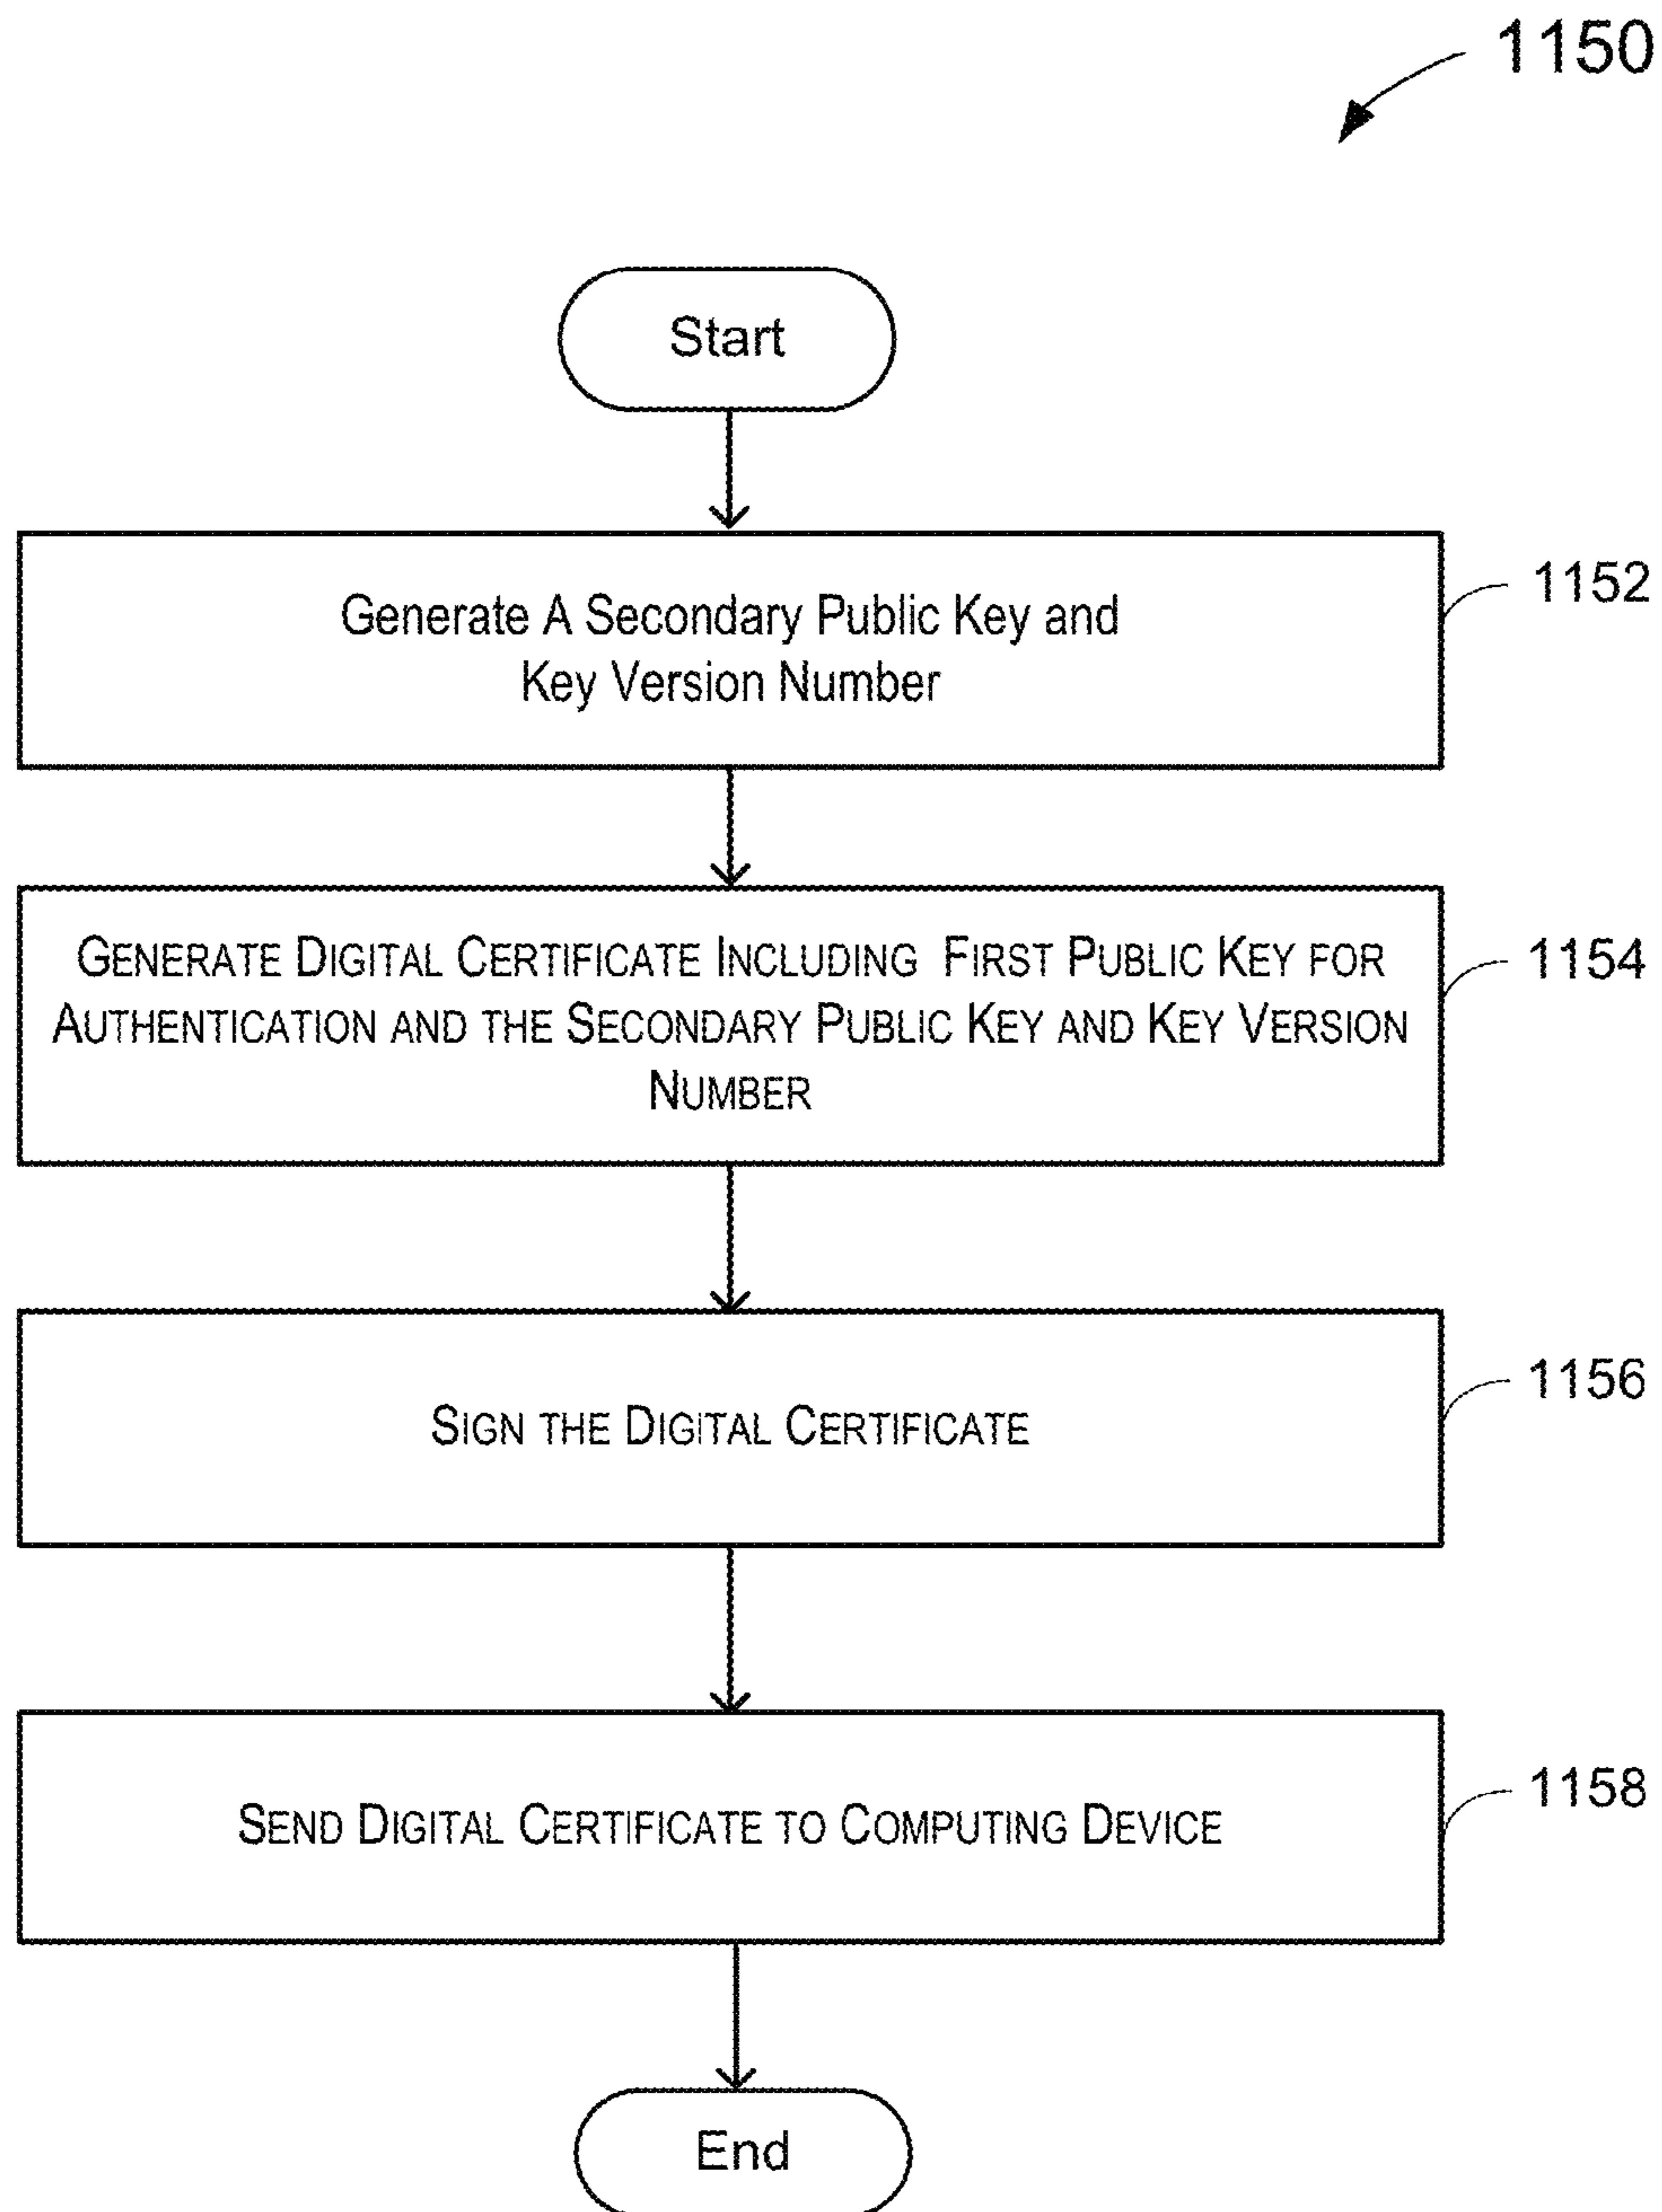 1150
Start
Generate A Secondary Public Key and
Key Version Number
1152
GENERATE DIGITAL CERTIFICATE INCLUDING FIRST PUBLIC KEY FOR
AUTHENTICATION AND THE SECONDARY PUBLIC KEY AND KEY VERSION
NUMBER
1154
SIGN THE DIGITAL CERTIFICATE
1156
SEND DIGITAL CERTIFICATE TO COMPUTING DEVICE
1158
End